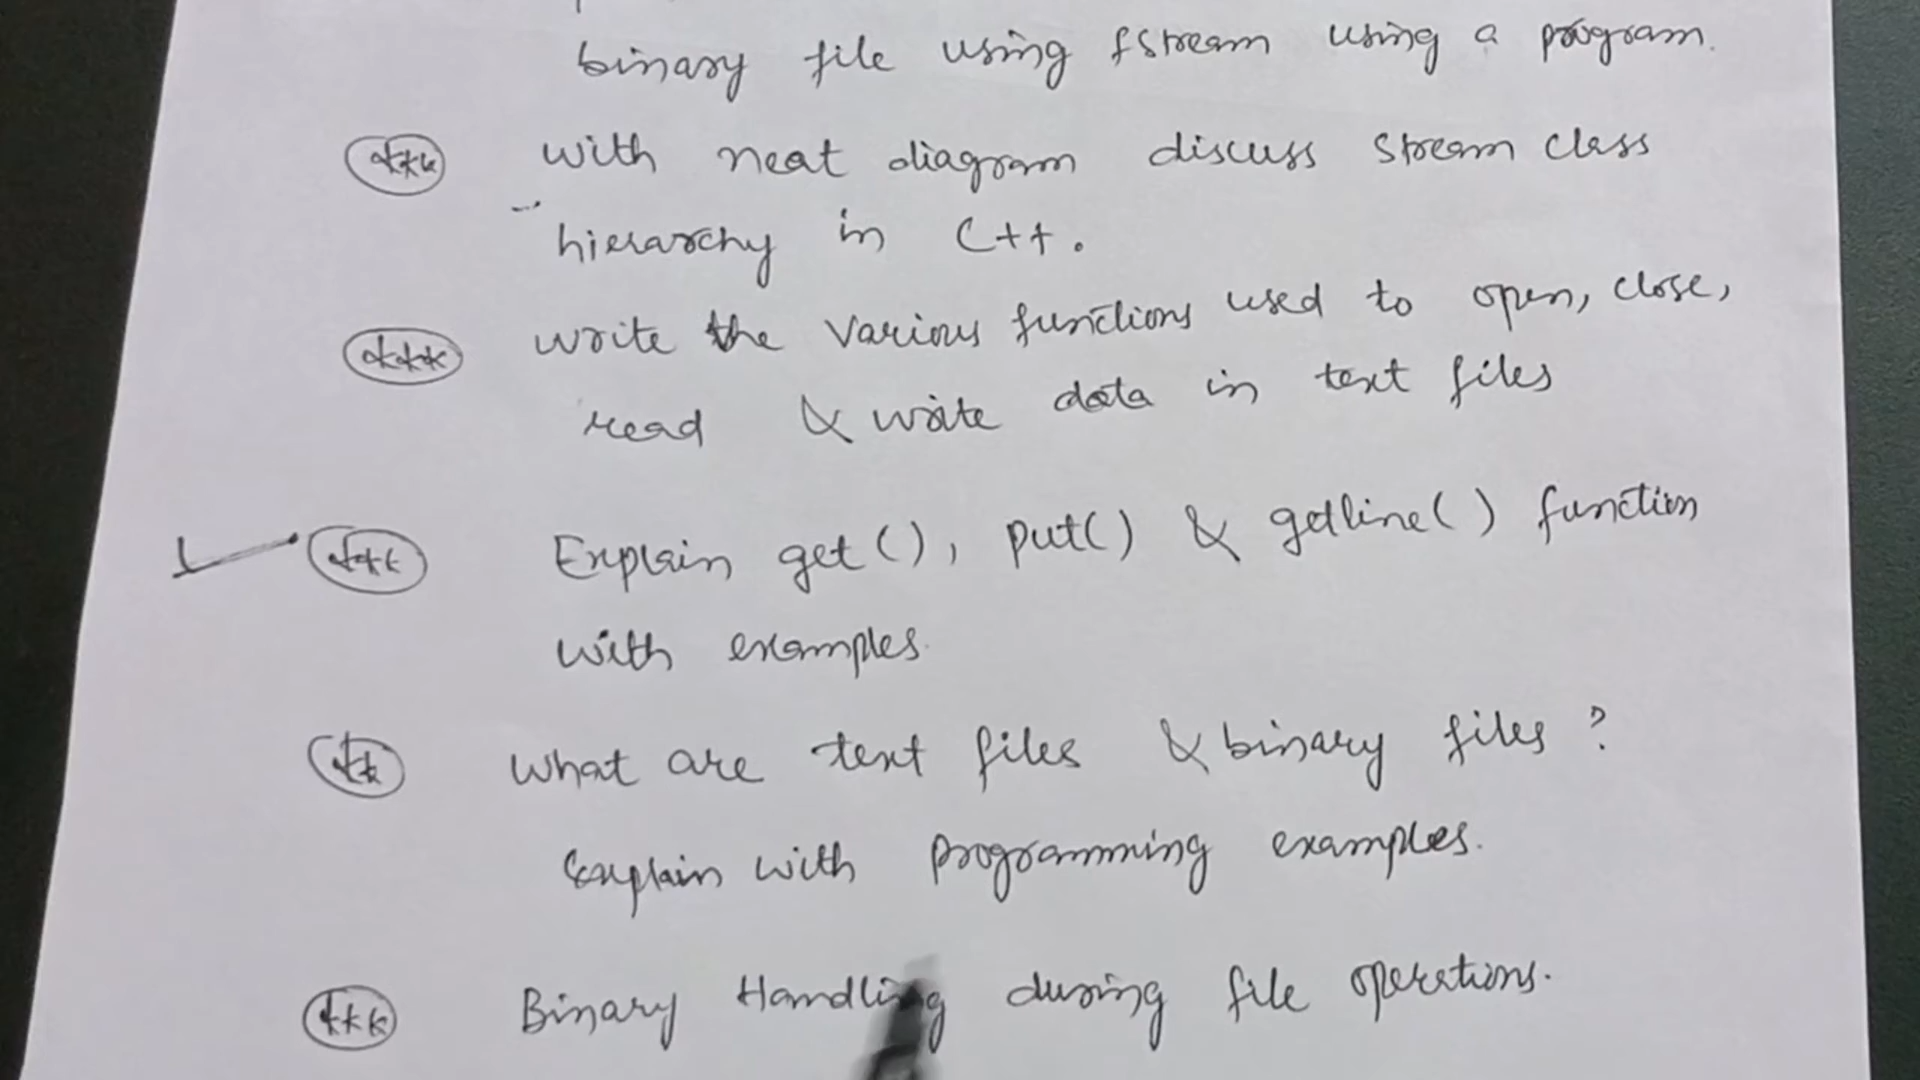 binary file using fstream using a program.
*** with neat diagram discuss stream class
hierarchy in C++.
*** write the various functions used to open, close,
read & write data in text files
*** Explain get(), put() & getline() function
with examples.
** What are text files & binary files?
Explain with programming examples.
*** Binary Handling during file operations.